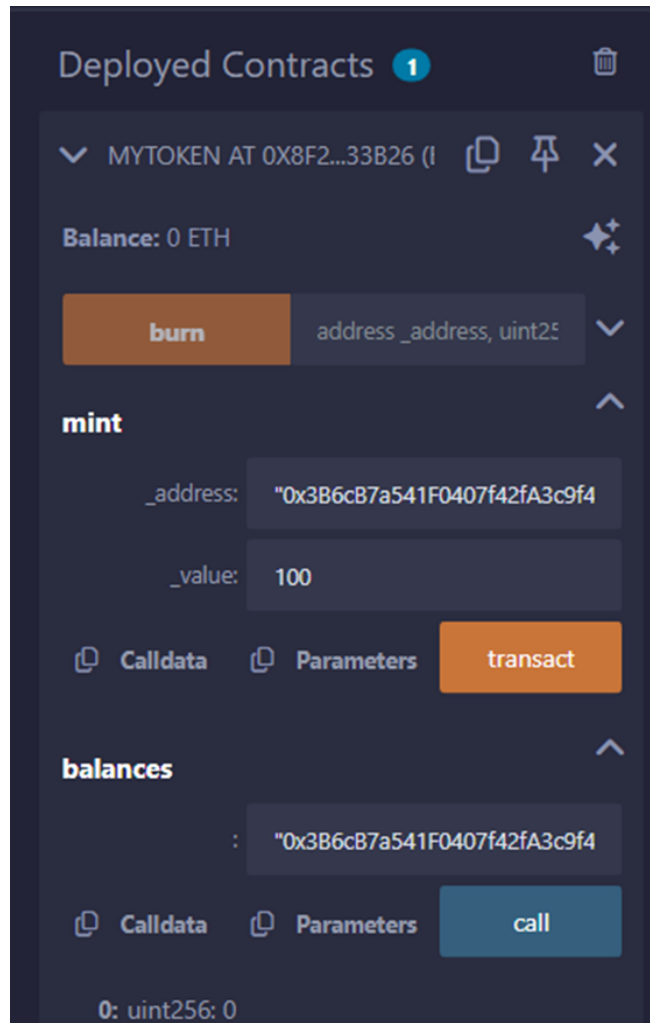 Deployed Contracts 1
MYTOKEN AT 0X8F2...33B26 (
Balance: 0 ETH
burn address _address, uint25
mint
_address: "0x3B6cB7a541F0407f42fA3c9f4
_value: 100
Calldata Parameters transact
balances
: "0x3B6cB7a541F0407f42fA3c9f4
Calldata Parameters call
0: uint256: 0